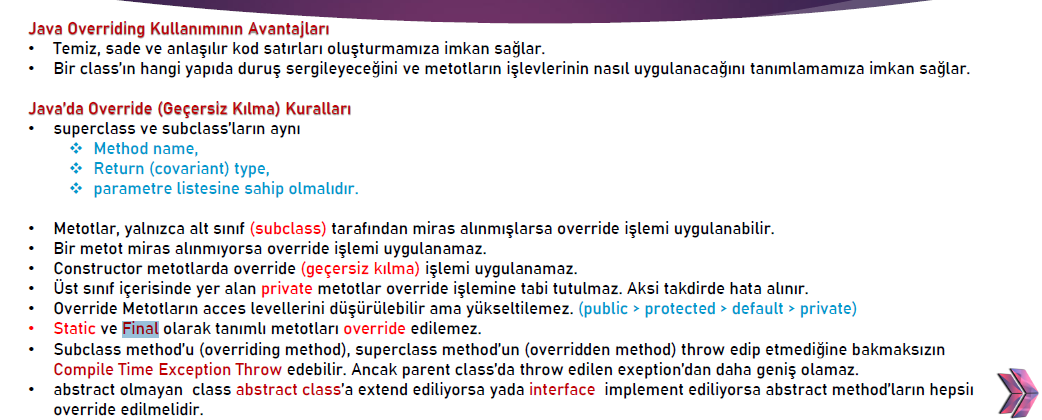 Java Overriding Kullanımının Avantajları
• Temiz, sade ve anlaşılır kod satırları oluşturmamıza imkan sağlar.
• Bir class’ın hangi yapıda duruş sergileyeceğini ve metotların işlevlerinin nasıl uygulanacağını tanımlamamıza imkan sağlar.
Java’da Override (Geçersiz Kılma) Kuralları
• superclass ve subclass’ların aynı
❖ Method name,
❖ Return (covariant) type,
❖ parametre listesine sahip olmalıdır.
• Metotlar, yalnızca alt sınıf (subclass) tarafından miras alınmışlarsa override işlemi uygulanabilir.
• Bir metot miras alınmıyorsa override işlemi uygulanamaz.
• Constructor metotlarda override (geçersiz kılma) işlemi uygulanamaz.
• Üst sınıf içerisinde yer alan private metotlar override işlemine tabi tutulmaz. Aksi takdirde hata alınır.
• Override Metotların acces levellerini düşürülebilir ama yükseltilemez. (public > protected > default > private)
• Static ve Final olarak tanımlı metotları override edilemez.
• Subclass method’u (overriding method), superclass method’un (overridden method) throw edip etmediğine bakmaksızın
Compile Time Exception Throw edebilir. Ancak parent class’da throw edilen exeption’dan daha geniş olamaz.
• abstract olmayan class abstract class’a extend ediliyorsa yada interface implement ediliyorsa abstract method’ların hepsiı
override edilmelidir.